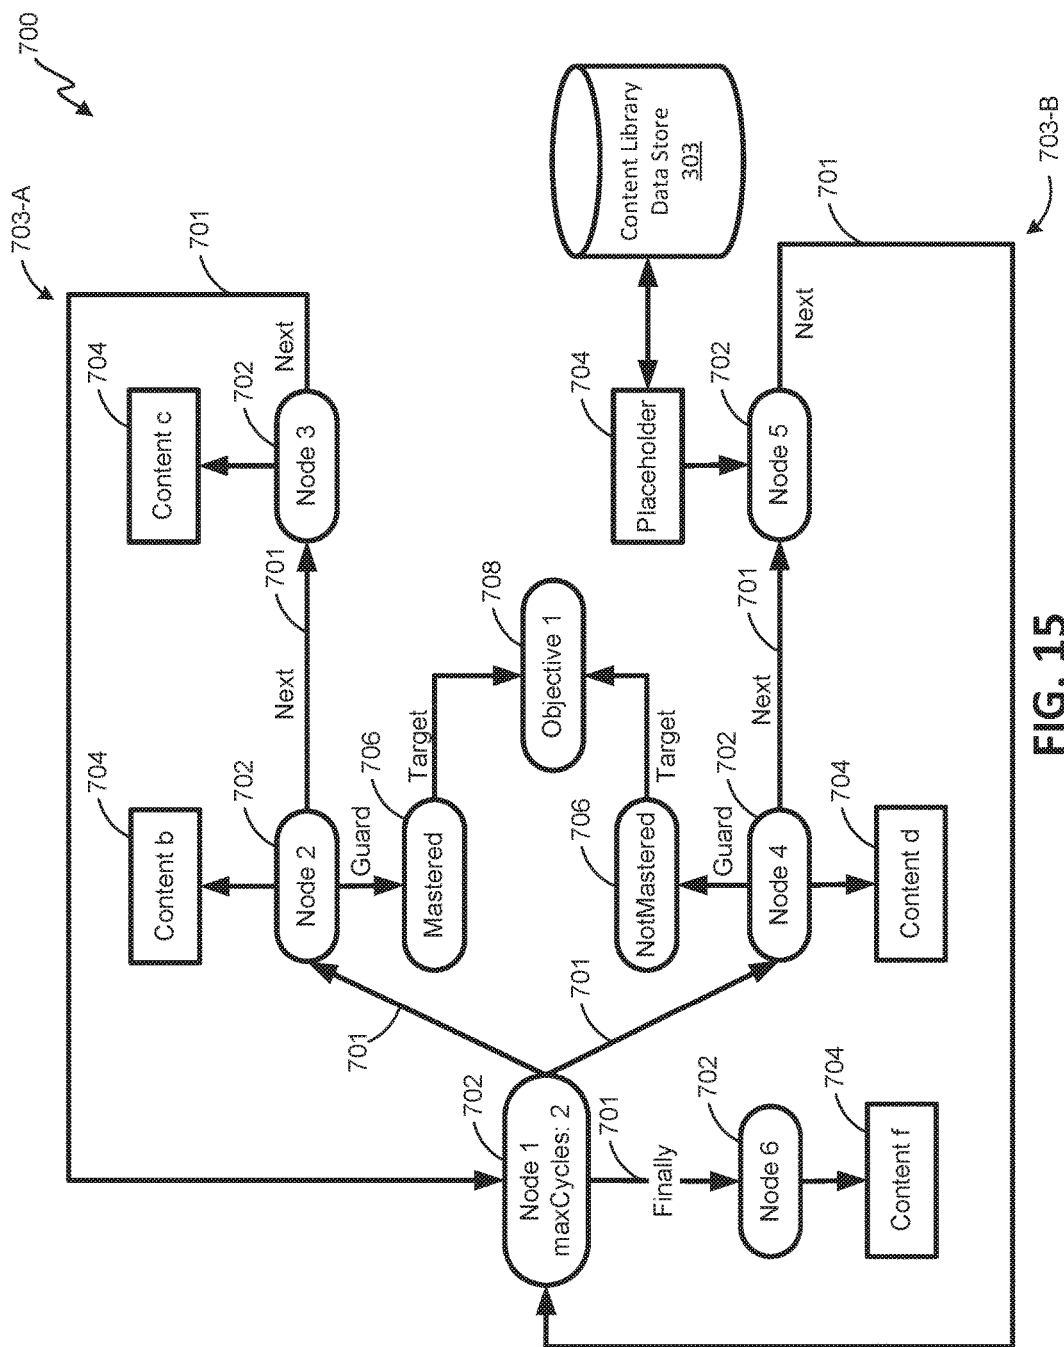 700
703-A
701
704
Content c
702
Next
Node 3
701
Next
704
Content b
702
Node 2
Guard
706
Mastered
Target
708
Objective 1
Content Library
Data Store
303
704
Placeholder
702
Node 5
Next
701
703-B
701
Next
706
NotMastered
Target
Guard
702
Node 4
704
Content d
701
701
702
Node 1
maxCycles: 2
701
Finally
702
Node 6
704
Content f
FIG. 15